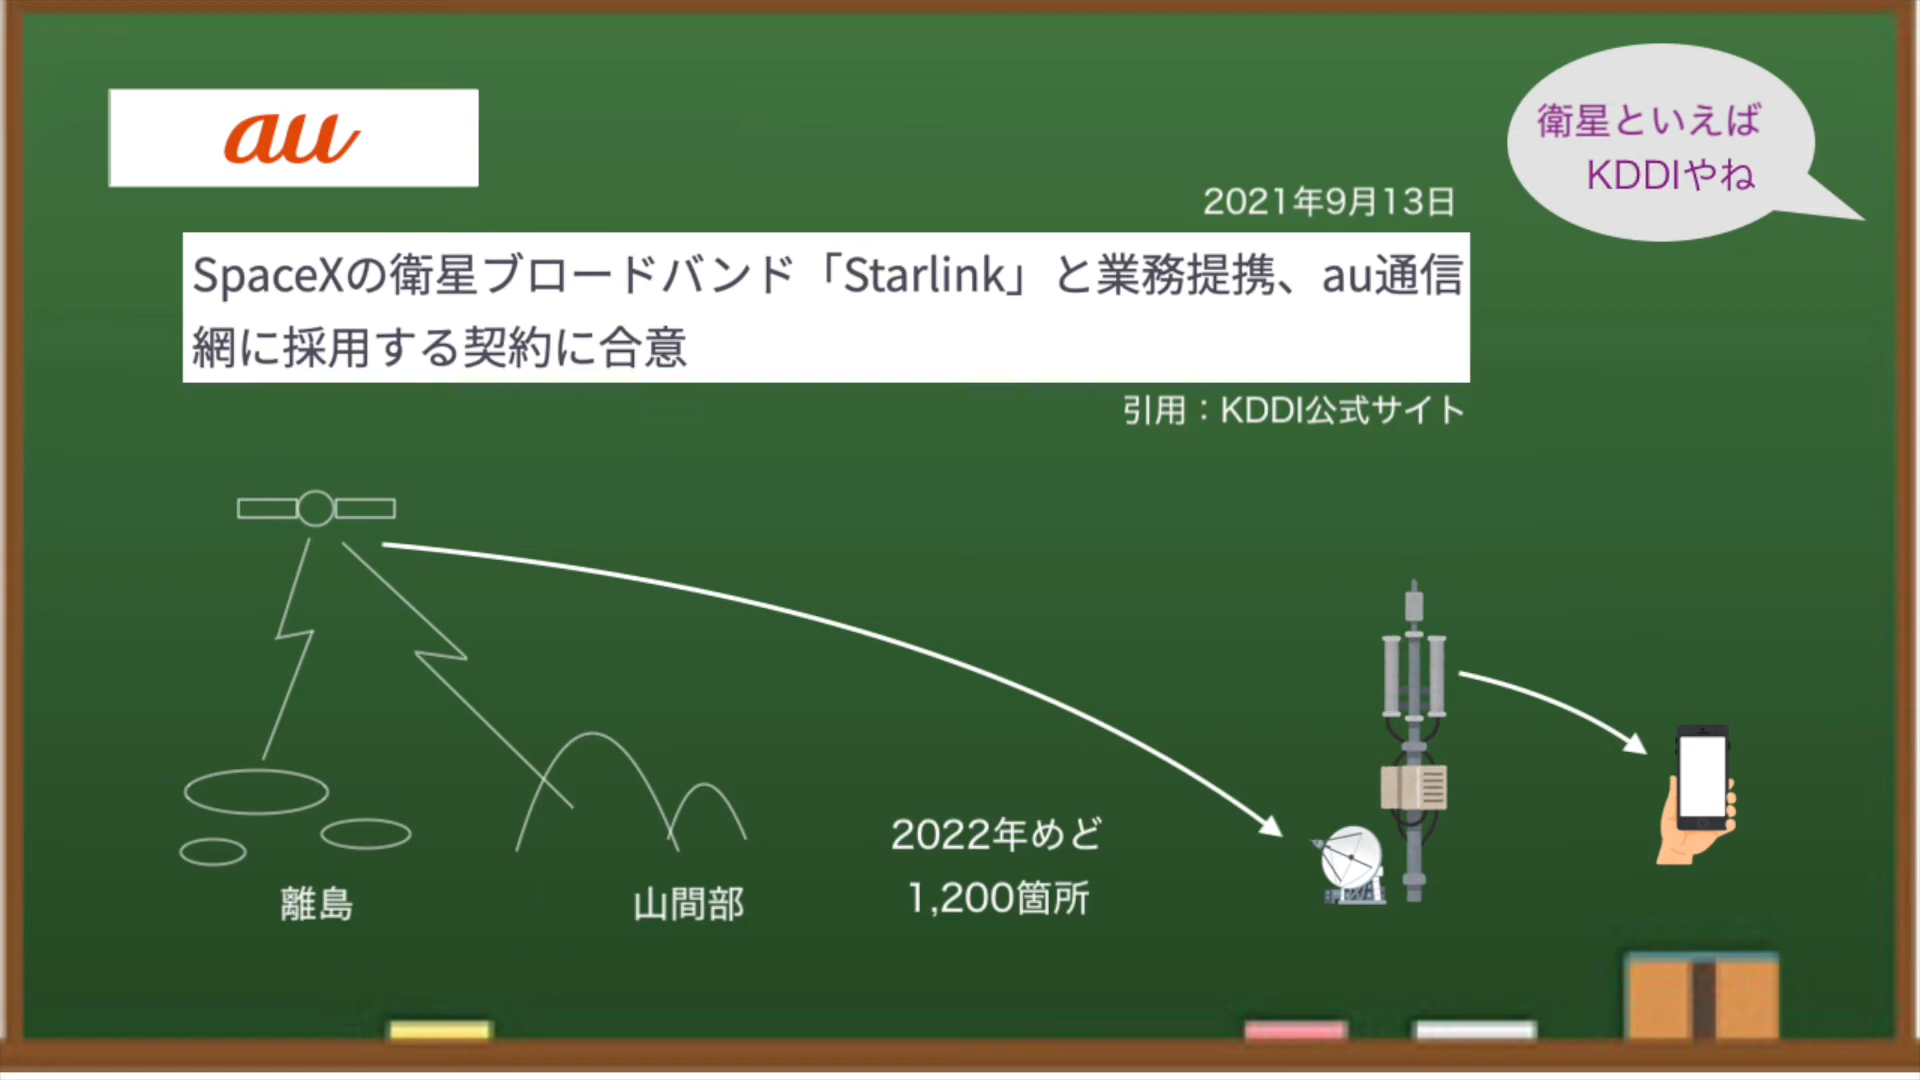 au
衛星といえば
KDDIやね
2021年9月13日
SpaceXの衛星ブロードバンド「Starlink」と業務提携、au通信
網に採用する契約に合意
引用：KDDI公式サイト
2022年めど
1,200箇所
離島
山間部